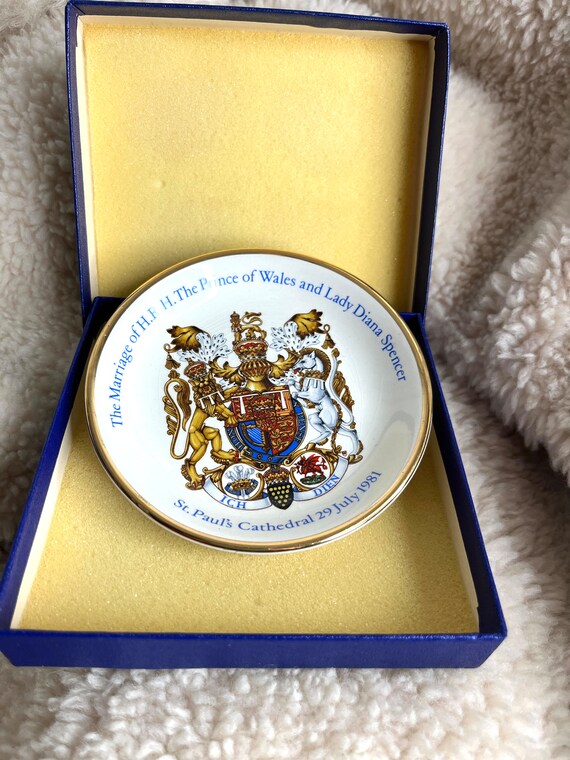 The Marriage of H.R.H. The Prince of Wales and Lady Diana Spencer
ICH DIEN
St. Paul's Cathedral 29 July 1981